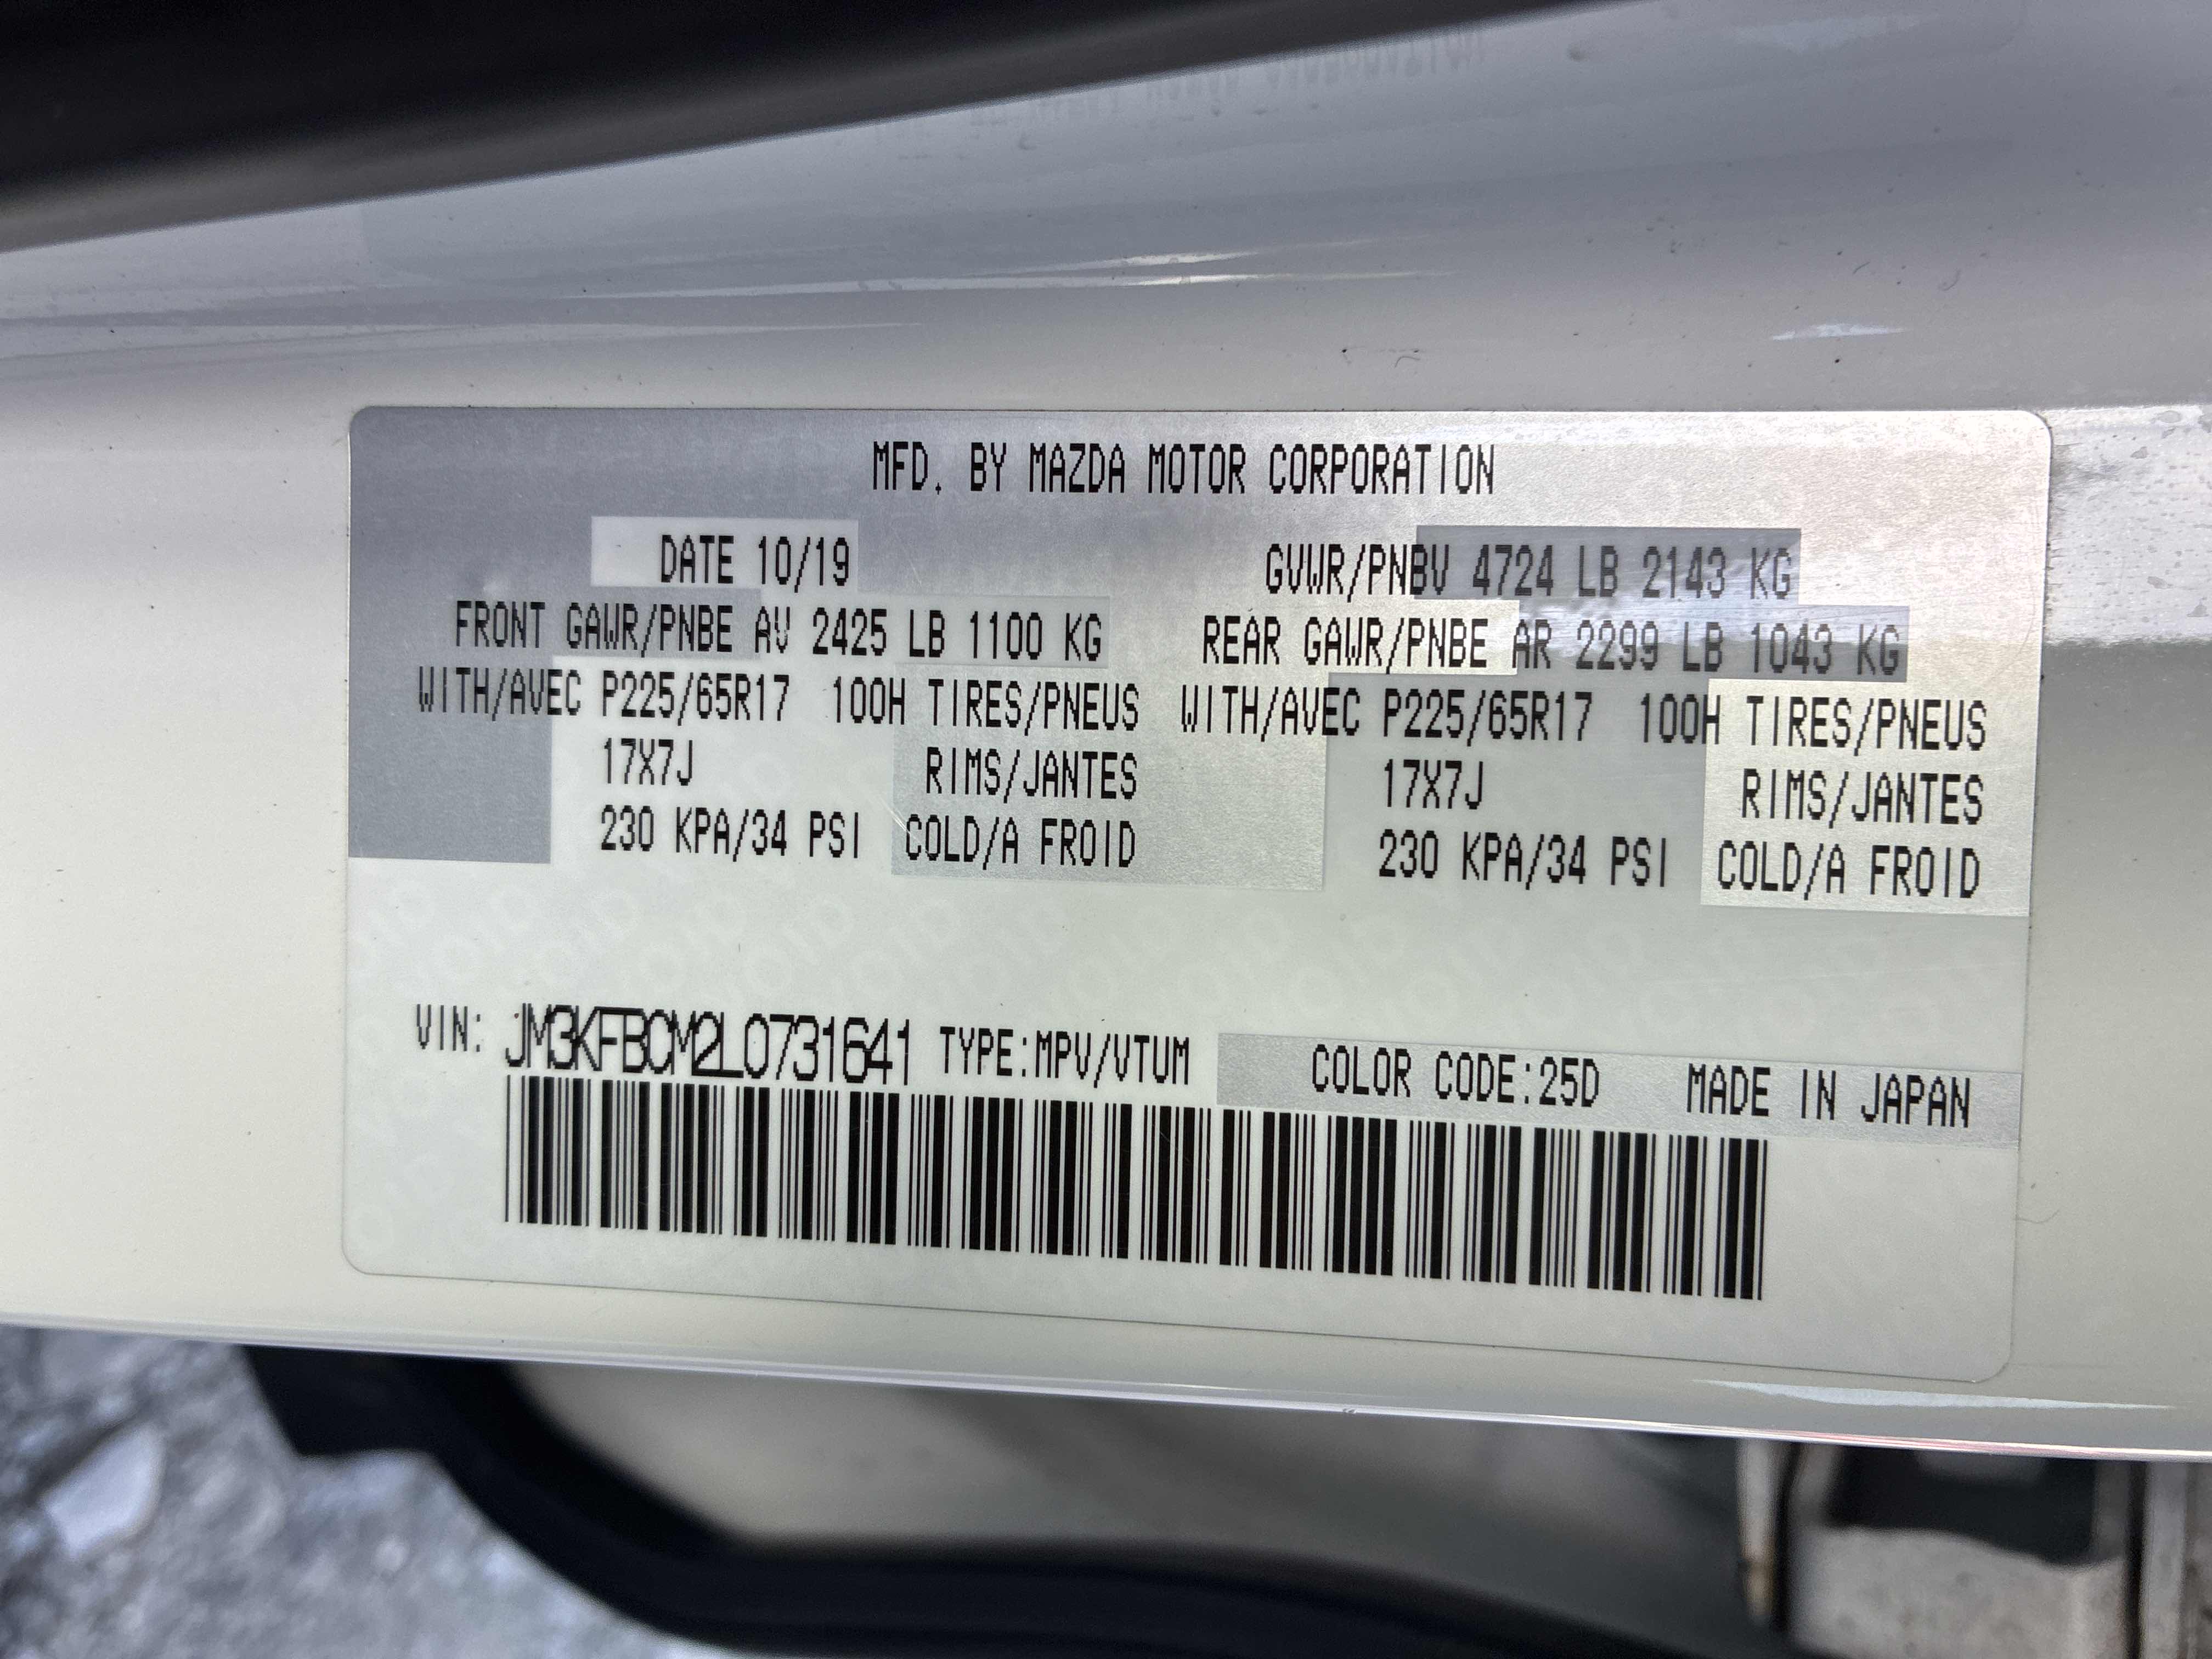 MFD. BY MAZDA MOTOR CORPORATION
DATE 10/19 GVWR/PNBV 4724 LB 2143 KG
FRONT GAWR/PNBE AV 2425 LB 1100 KG REAR GAWR/PNBE AR 2299 LB 1043 KG
WITH/AVEC P225/65R17 100H TIRES/PNEUS WITH/AVEC P225/65R17 100H TIRES/PNEUS
17X7J RIMS/JANTES 17X7J RIMS/JANTES
230 KPA/34 PSI COLD/A FROID 230 KPA/34 PSI COLD/A FROID
VIN: JM3KFBCM2L0731641 TYPE:MPV/VTUM COLOR CODE:25D MADE IN JAPAN